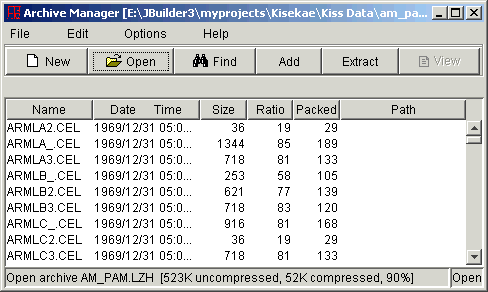 Archive Manager [E:\JBuilder3\myprojects\Kisekae\Kiss Data\am_pa...
File Edit Options Help
New Open Find Add Extract View
Name Date Time Size Ratio Packed Path
ARMLA2.CEL 1969/12/31 05:0... 36 19 29
ARMLA_.CEL 1969/12/31 05:0... 1344 85 189
ARMLA3.CEL 1969/12/31 05:0... 718 81 133
ARMLB_.CEL 1969/12/31 05:0... 253 58 105
ARMLB2.CEL 1969/12/31 05:0... 621 77 139
ARMLB3.CEL 1969/12/31 05:0... 718 83 120
ARMLC_.CEL 1969/12/31 05:0... 916 81 168
ARMLC2.CEL 1969/12/31 05:0... 36 19 29
ARMLC3.CEL 1969/12/31 05:0... 718 81 133
Open archive AM_PAM.LZH [523K uncompressed, 52K compressed, 90%] Open